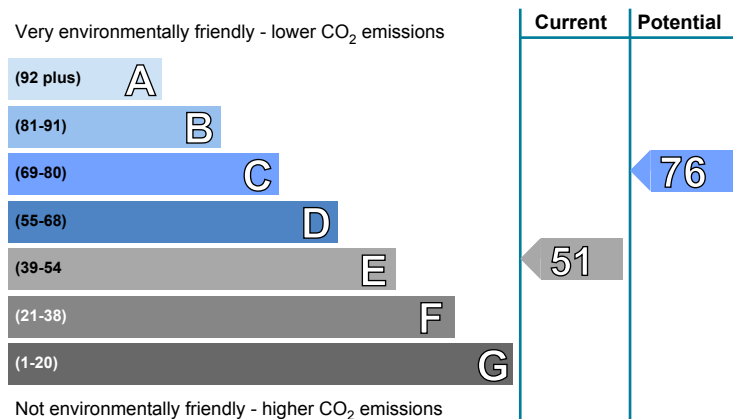 Current Potential
Very environmentally friendly - lower CO2 emissions
(92 plus) A
(81-91) B
(69-80) C 76
(55-68) D
(39-54 E 51
(21-38) F
(1-20) G
Not environmentally friendly - higher CO2 emissions